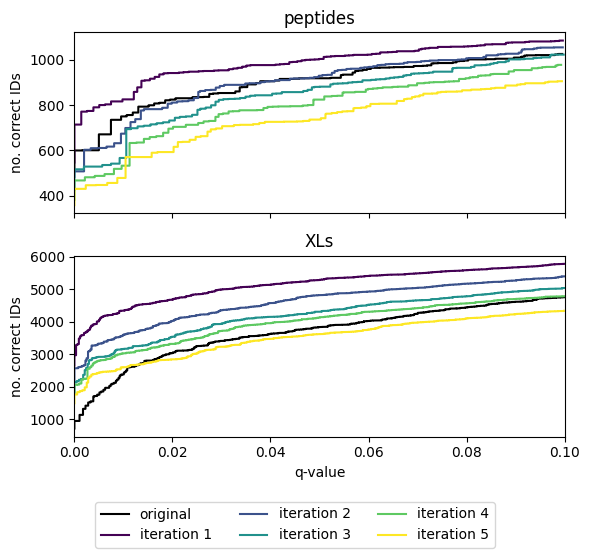 peptides
no. correct IDs
1000
800
600
400
XLs
no. correct IDs
6000
5000
4000
3000
2000
1000
0.00 0.02 0.04 0.06 0.08 0.10
q-value
original iteration 2 iteration 4
iteration 1 iteration 3 iteration 5